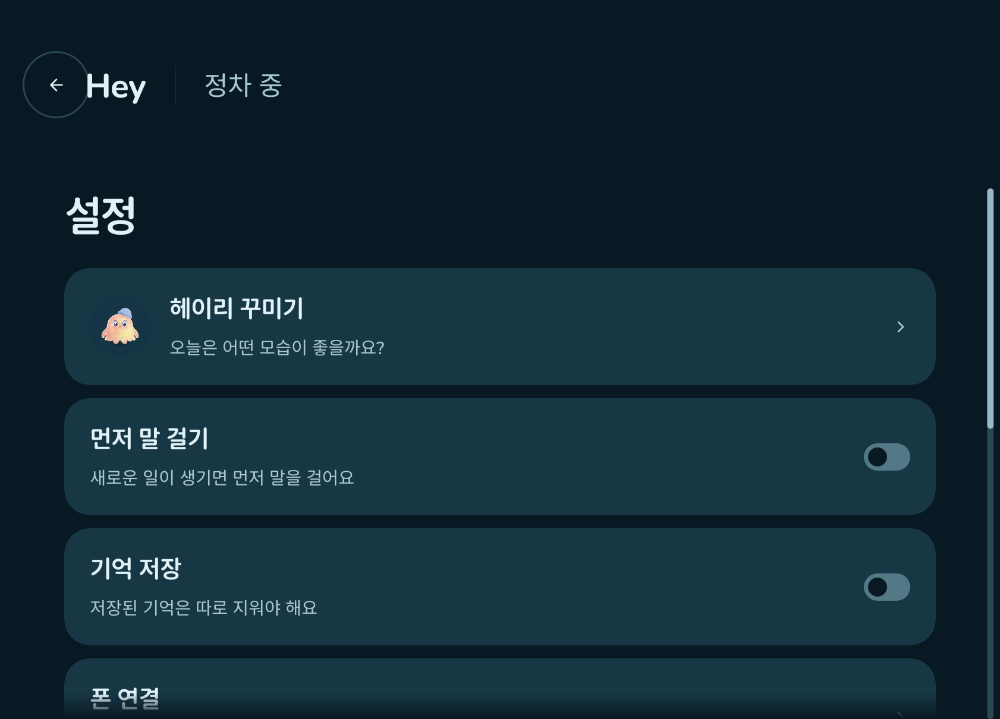 Hey
정차 중
설정
헤이리 꾸미기
오늘은 어떤 모습이 좋을까요?
먼저 말 걸기
새로운 일이 생기면 먼저 말을 걸어요
기억 저장
저장된 기억은 따로 지워야 해요
폰 연결